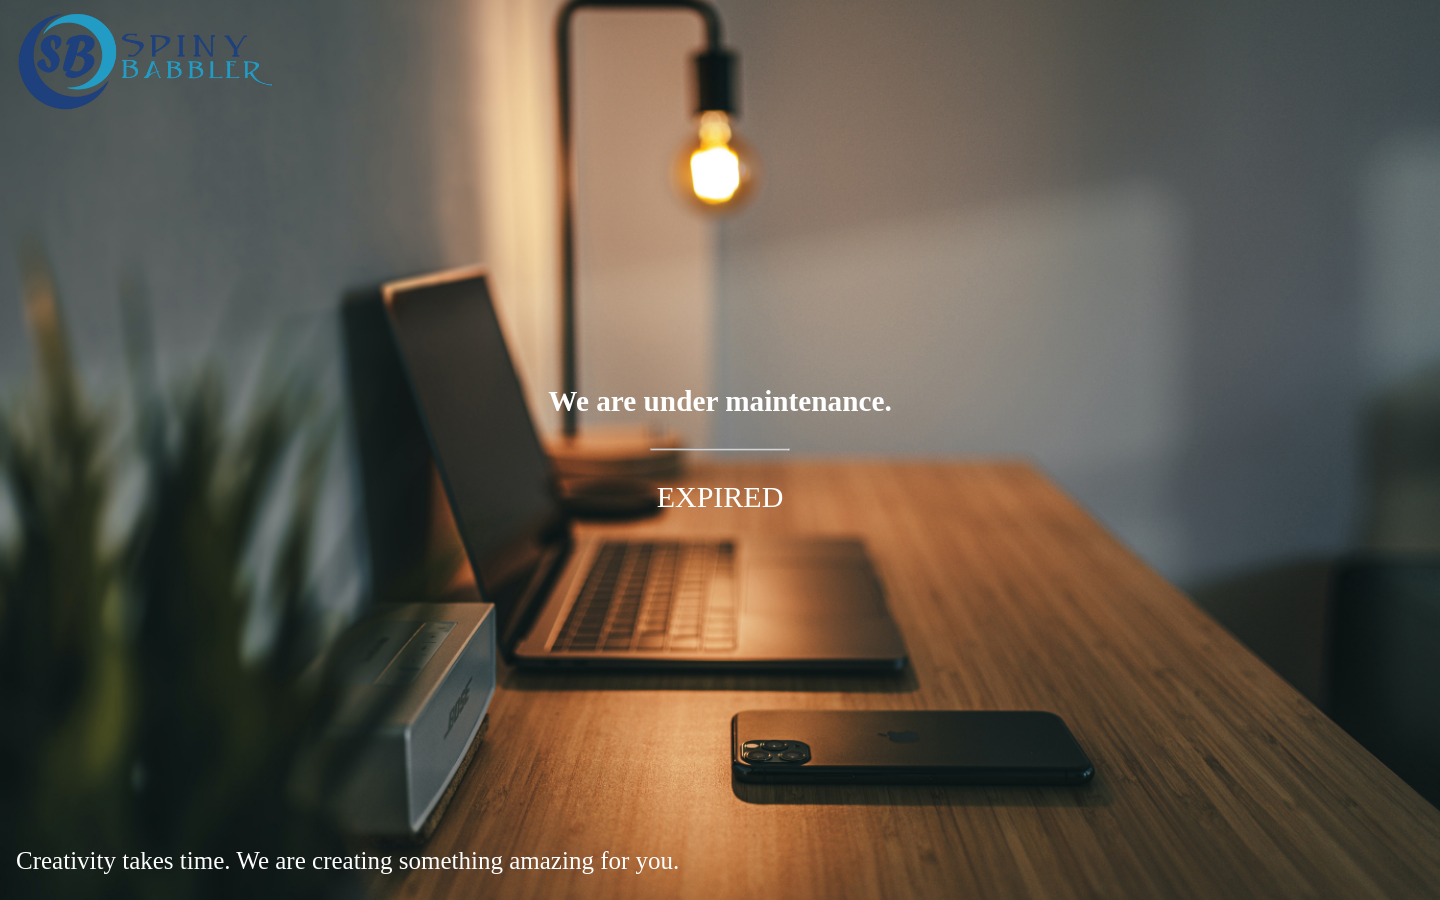 SB SPINY
BABBLER
We are under maintenance.
EXPIRED
BOSE
Creativity takes time. We are creating something amazing for you.